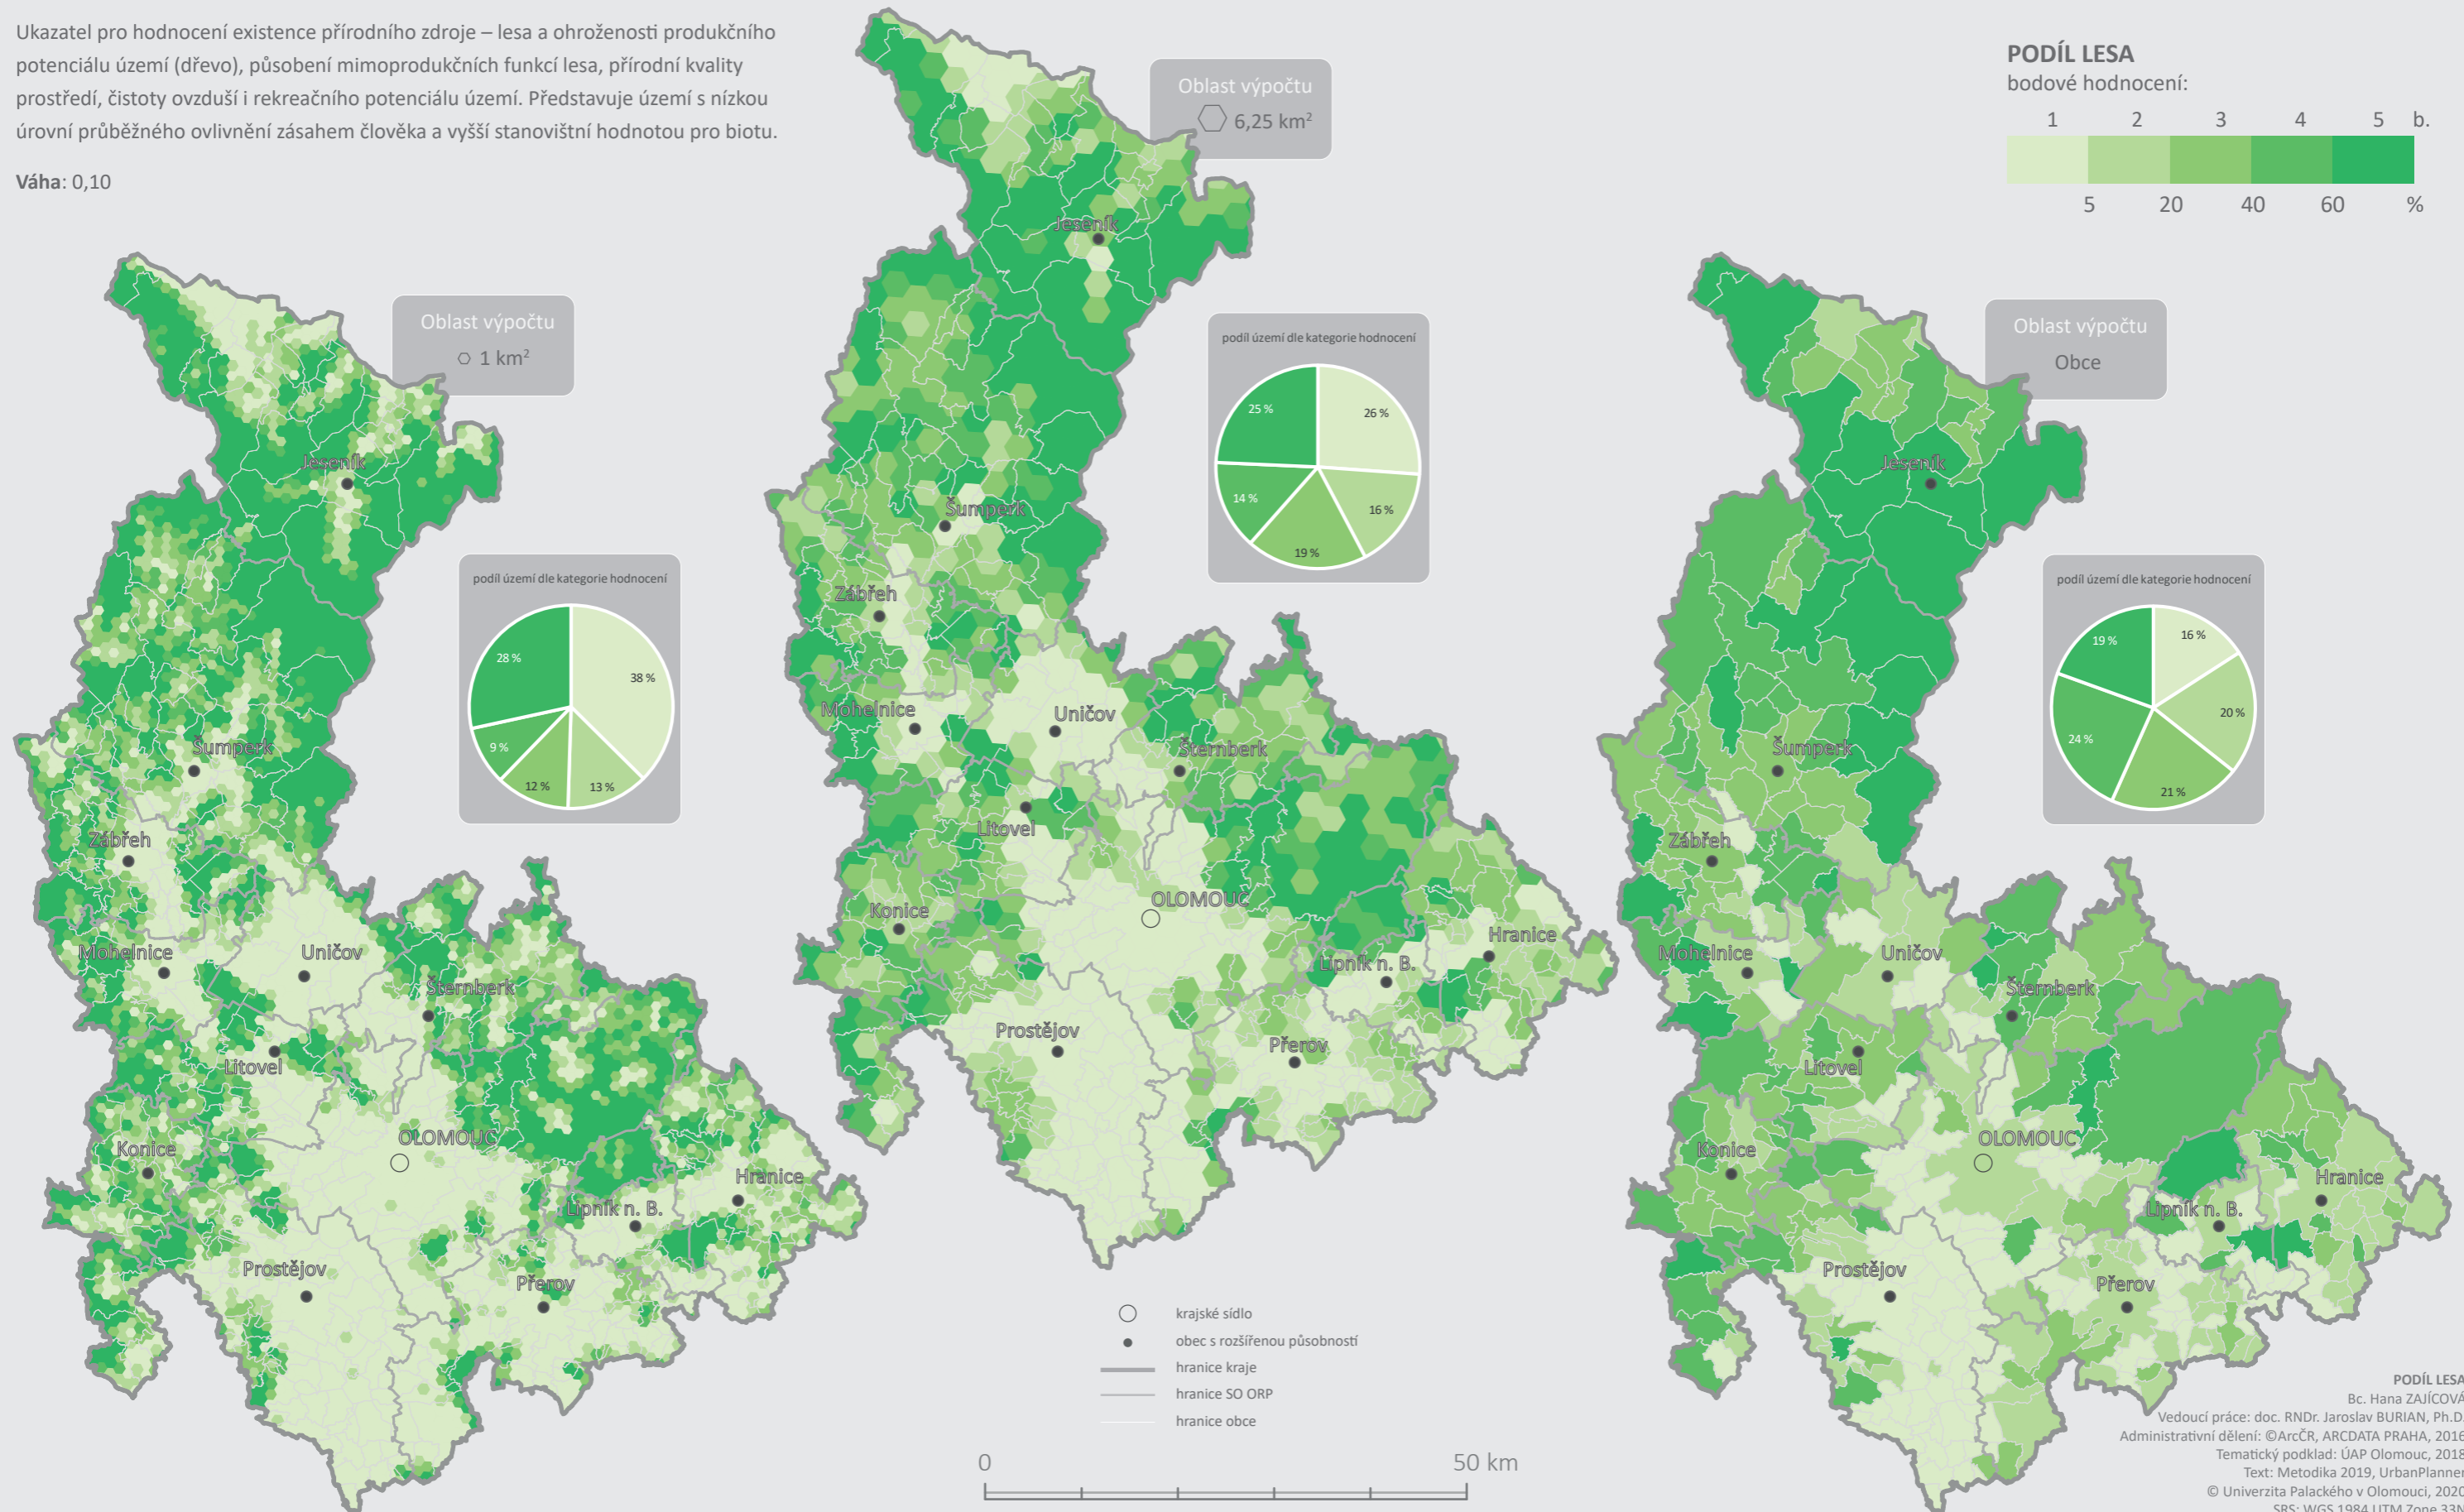 Ukazatel pro hodnocení existence přírodního zdroje – lesa a ohroženosti produkčního
potenciálu území (dřevo), působení mimoprodukčních funkcí lesa, přírodní kvality
prostředí, čistoty ovzduší i rekreačního potenciálu území. Představuje území s nízkou
úrovní průběžného ovlivnění zásahem člověka a vyšší stanovištní hodnotou pro biotu.
Váha: 0,10
PODÍL LESA
bodové hodnocení:
1 2 3 4 5 b.
5 20 40 60 %
Oblast výpočtu
1 km²
podíl území dle kategorie hodnocení
38 %
13 %
12 %
9 %
28 %
Jeseník
Šumperk
Zábřeh
Mohelnice
Uničov
Šternberk
Litovel
OLOMOUC
Konice
Hranice
Lipník n. B.
Prostějov
Přerov
Oblast výpočtu
6,25 km²
podíl území dle kategorie hodnocení
26 %
16 %
19 %
14 %
25 %
Jeseník
Šumperk
Zábřeh
Mohelnice
Uničov
Šternberk
Litovel
OLOMOUC
Konice
Hranice
Lipník n. B.
Prostějov
Přerov
Oblast výpočtu
Obce
podíl území dle kategorie hodnocení
16 %
20 %
21 %
24 %
19 %
Jeseník
Šumperk
Zábřeh
Mohelnice
Uničov
Šternberk
Litovel
OLOMOUC
Konice
Hranice
Lipník n. B.
Prostějov
Přerov
krajské sídlo
obec s rozšířenou působností
hranice kraje
hranice SO ORP
hranice obce
0 50 km
PODÍL LESA
Bc. Hana ZAJÍCOVÁ
Vedoucí práce: doc. RNDr. Jaroslav BURIAN, Ph.D.
Administrativní dělení: ©ArcČR, ARCDATA PRAHA, 2016
Tematický podklad: ÚAP Olomouc, 2018
Text: Metodika 2019, UrbanPlanner
© Univerzita Palackého v Olomouci, 2021
SRS: WGS 1984 UTM Zone 33N